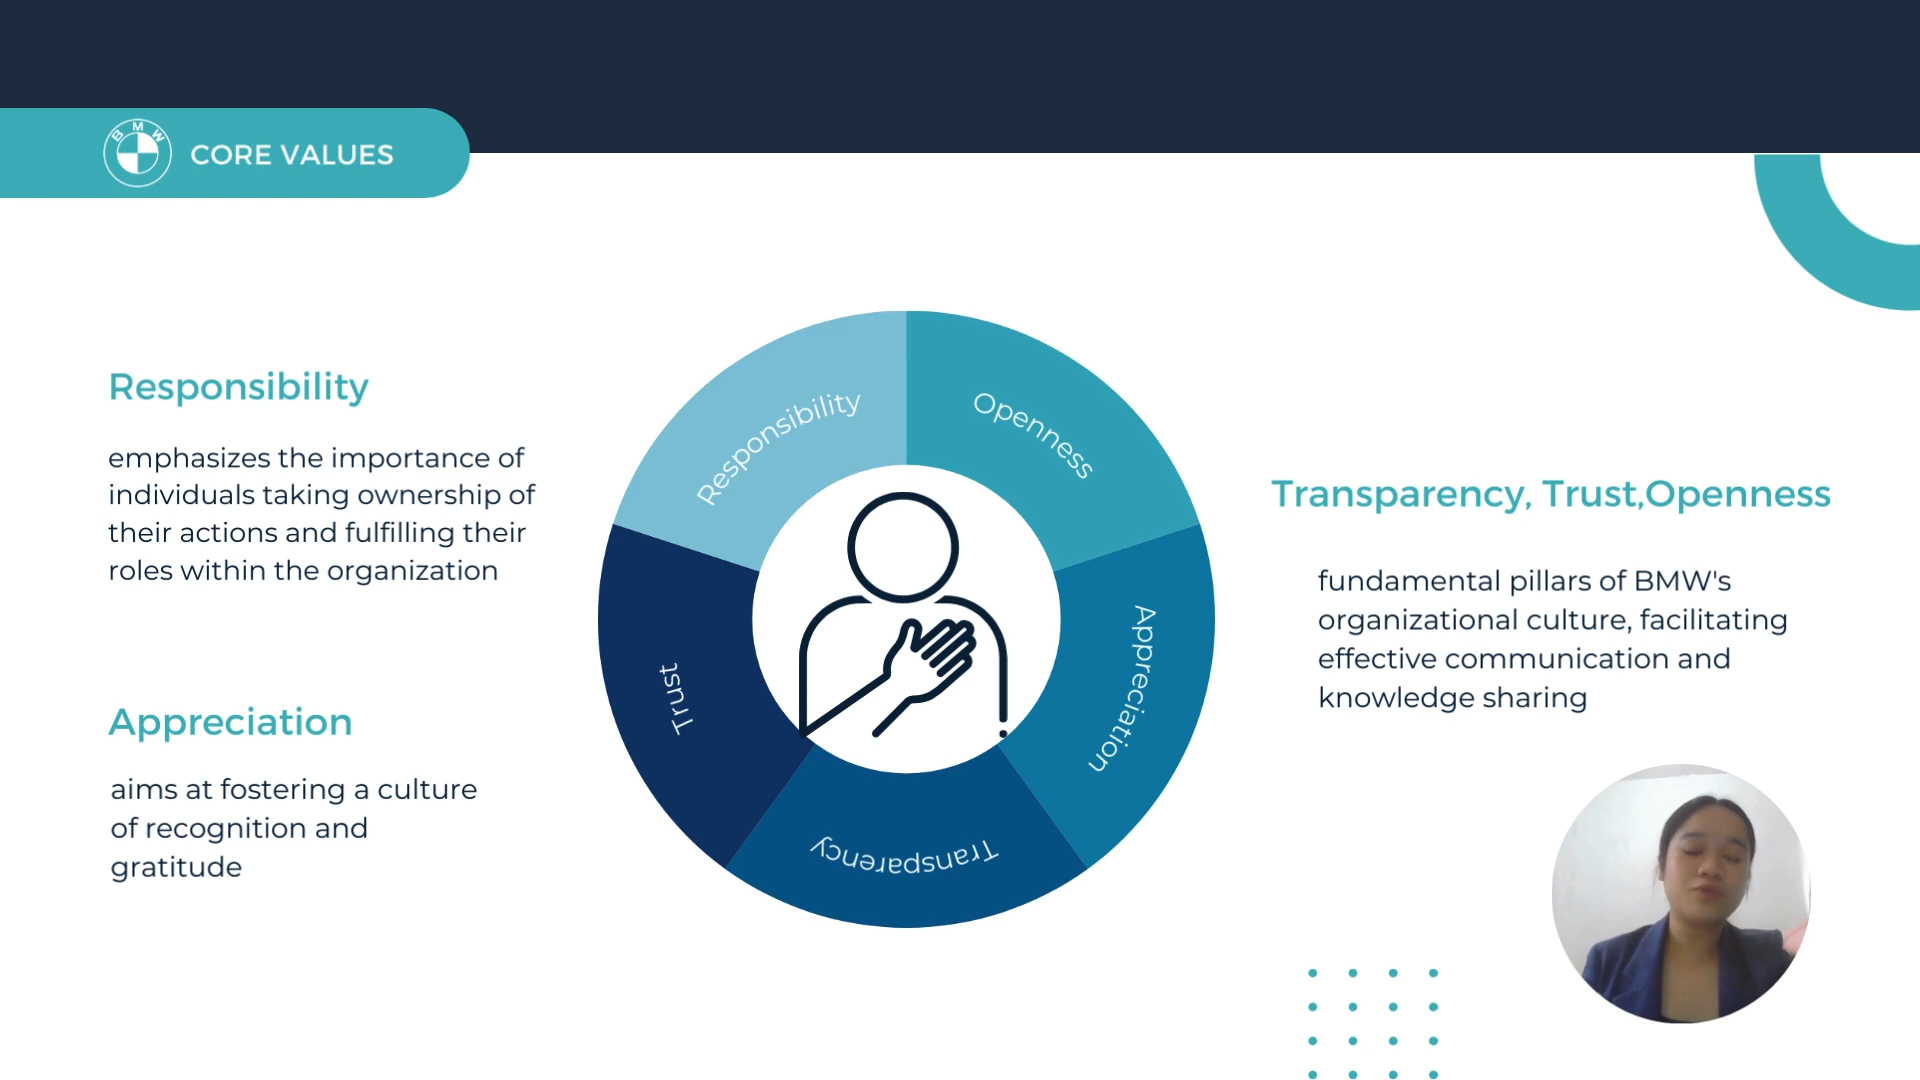 BMW
CORE VALUES
Responsibility
emphasizes the importance of
individuals taking ownership of
their actions and fulfilling their
roles within the organization
Appreciation
aims at fostering a culture
of recognition and
gratitude
Responsibility
Openness
Appreciation
Transparency
Trust
Transparency, Trust,Openness
fundamental pillars of BMW's
organizational culture, facilitating
effective communication and
knowledge sharing